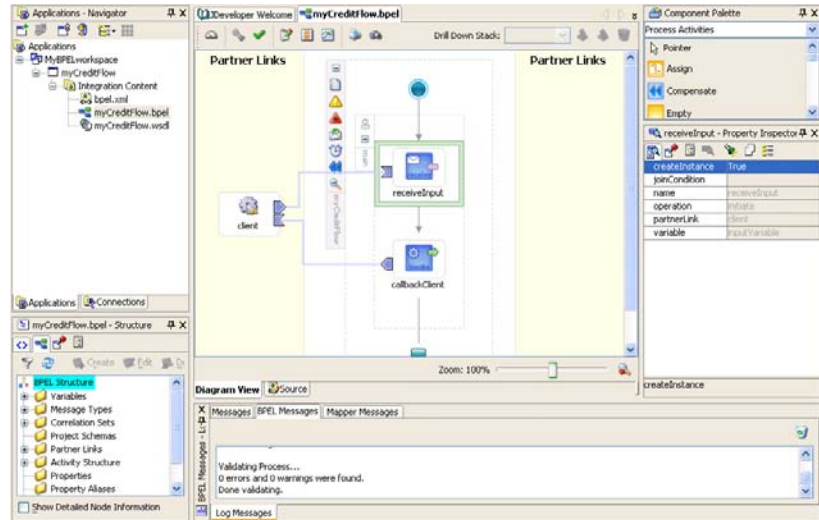 Applications - Navigator
Applications
MyBPELworkspace
myCreditFlow
Integration Content
bpel.xml
myCreditFlow.bpel
myCreditFlow.wsdl
Applications
Connections
myCreditFlow.bpel - Structure
Create
Edit
BPEL Structure
Variables
Message Types
Correlation Sets
Project Schemas
Partner Links
Activity Structure
Properties
Property Aliases
Show Detailed Node Information
JDeveloper Welcome
myCreditFlow.bpel
Drill Down Stack:
Partner Links
Partner Links
main
myCreditFlow
receiveInput
client
callbackClient
Zoom: 100%
Diagram View
Source
Messages
BPEL Messages
Mapper Messages
Validating Process...
0 errors and 0 warnings were found.
Done validating.
Log Messages
Component Palette
Process Activities
Pointer
Assign
Compensate
Empty
receiveInput - Property Inspector
createInstance True
joinCondition
name receiveInput
operation initiate
partnerLink client
variable inputVariable
createInstance